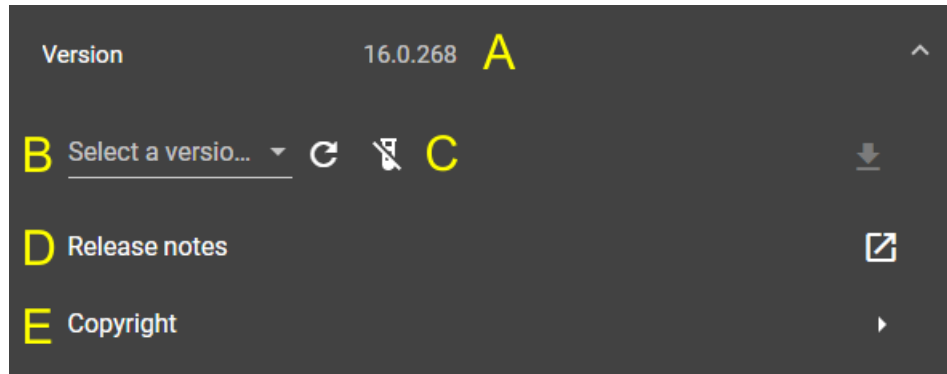 Version 16.0.268 A
B Select a versio... C
D Release notes
E Copyright